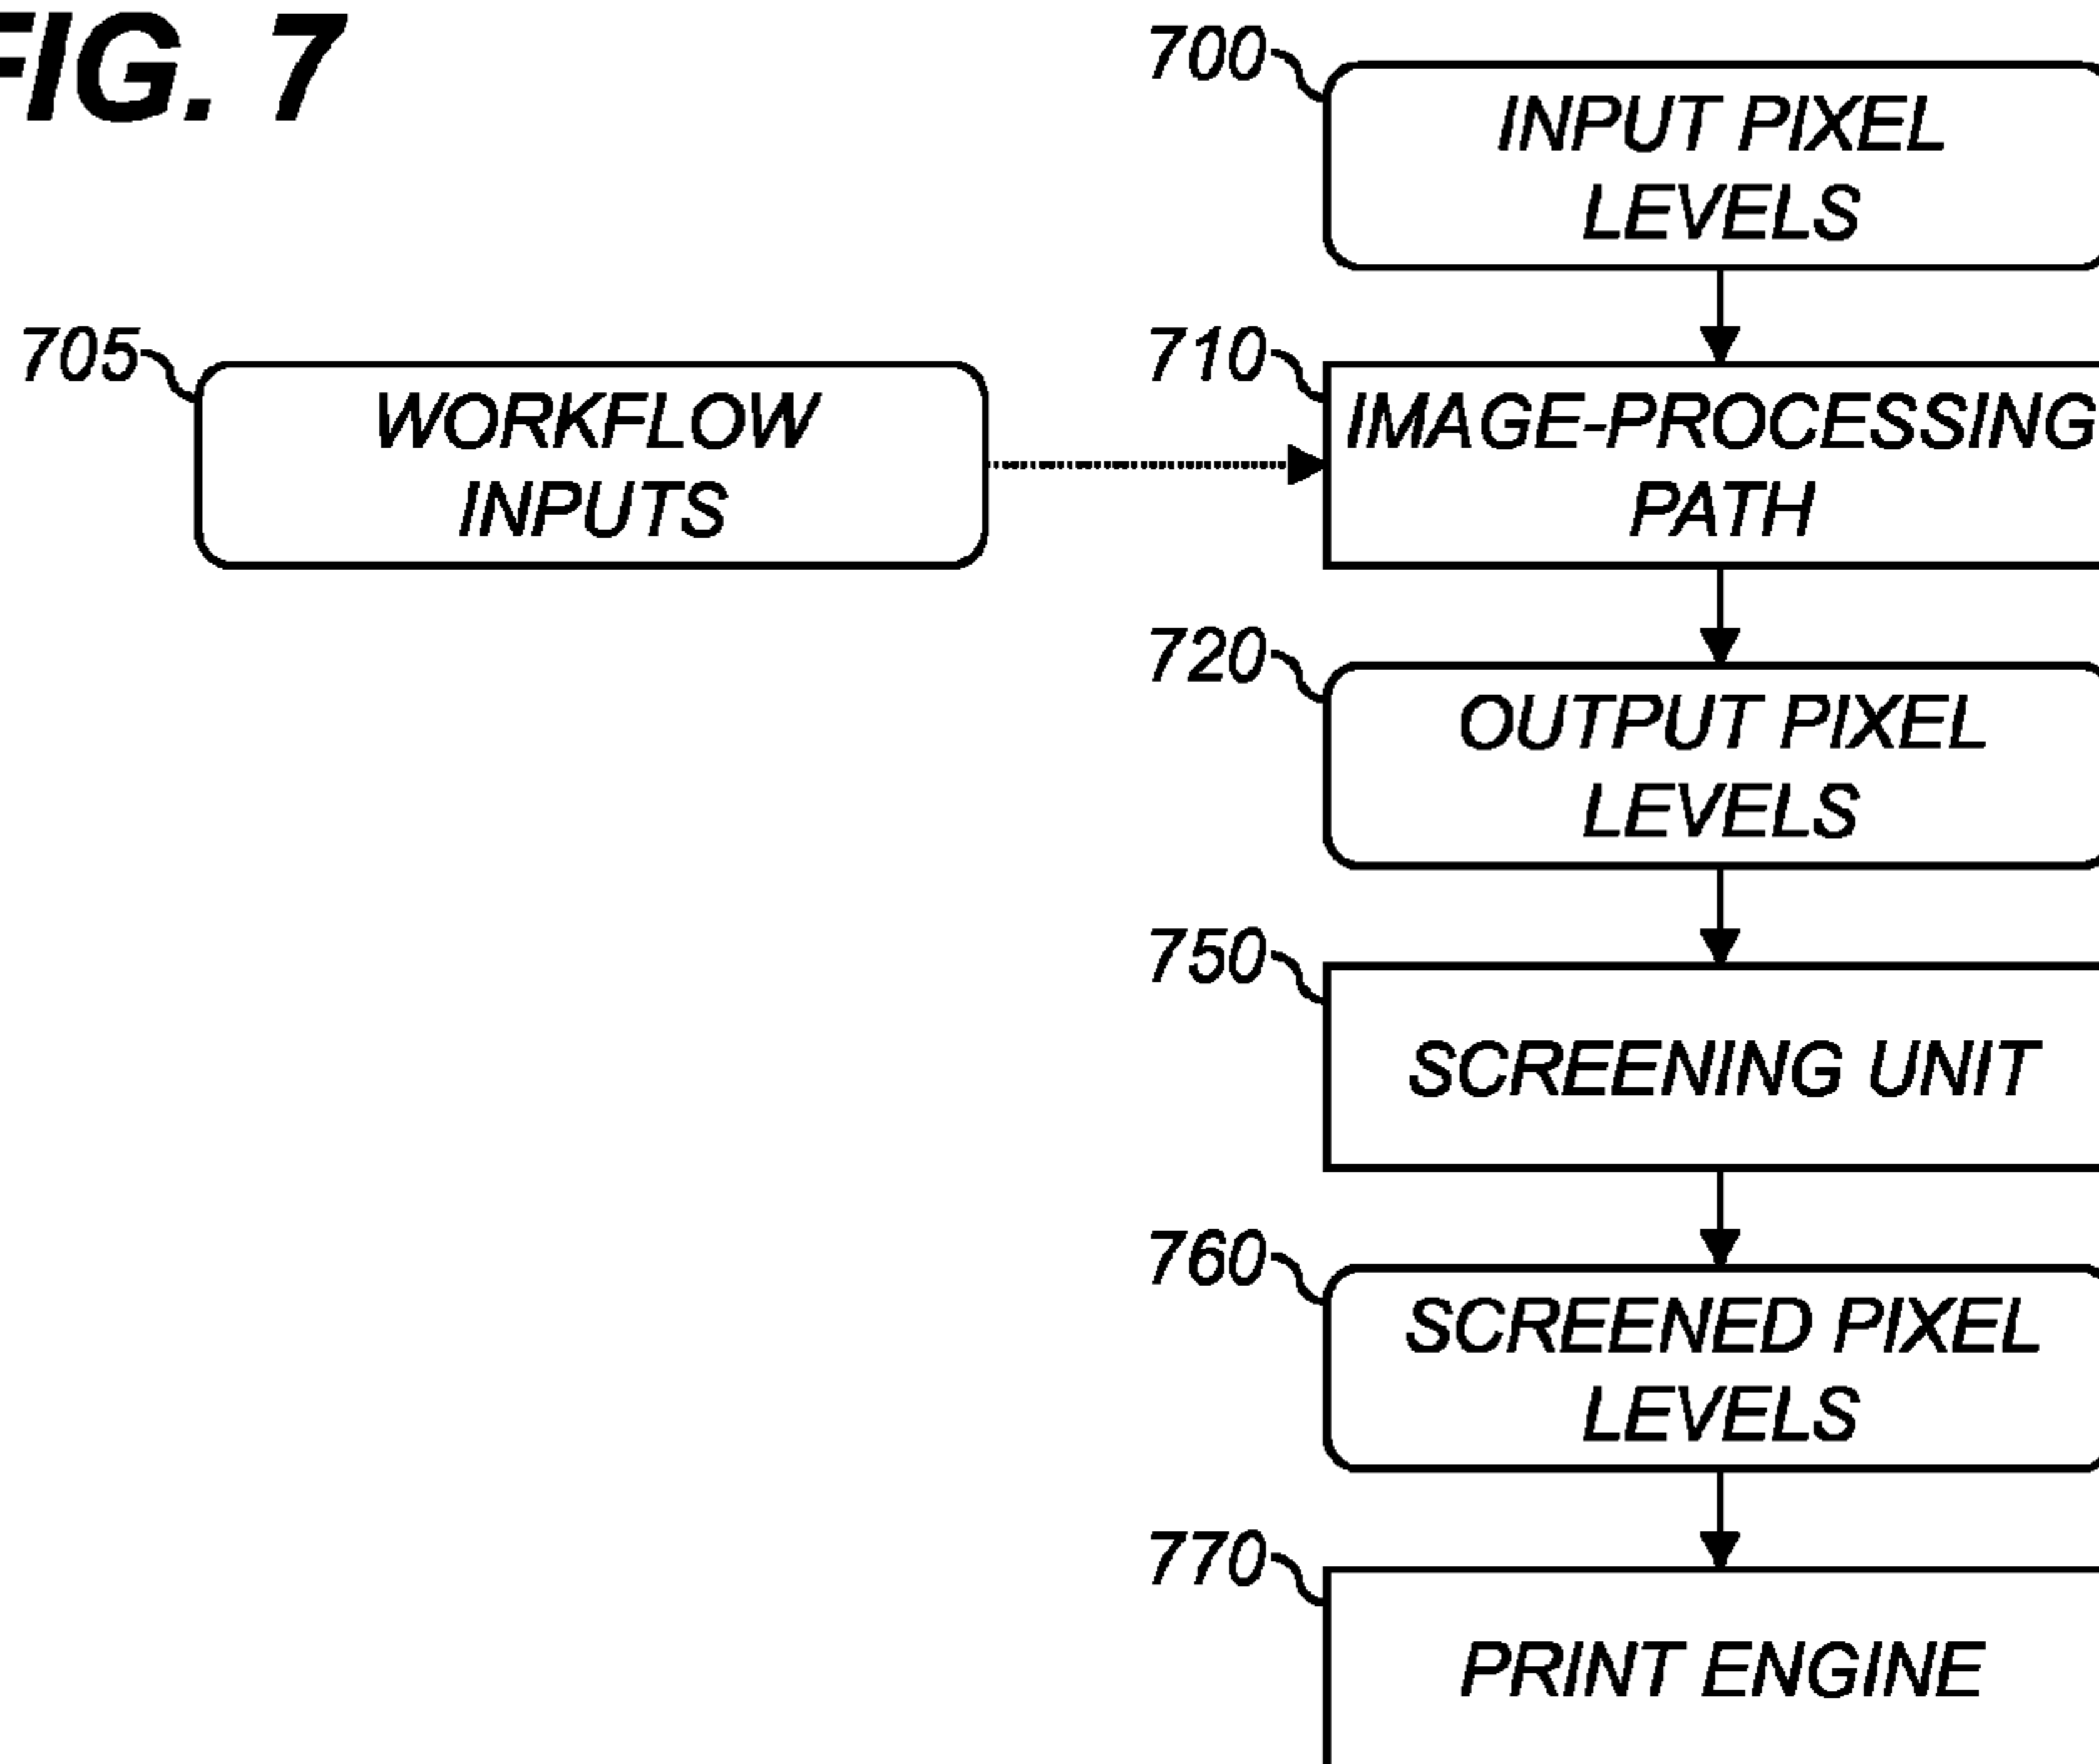 FIG. 7
700
INPUT PIXEL
LEVELS
705
WORKFLOW
INPUTS
710
IMAGE-PROCESSING
PATH
720
OUTPUT PIXEL
LEVELS
750
SCREENING UNIT
760
SCREENED PIXEL
LEVELS
770
PRINT ENGINE